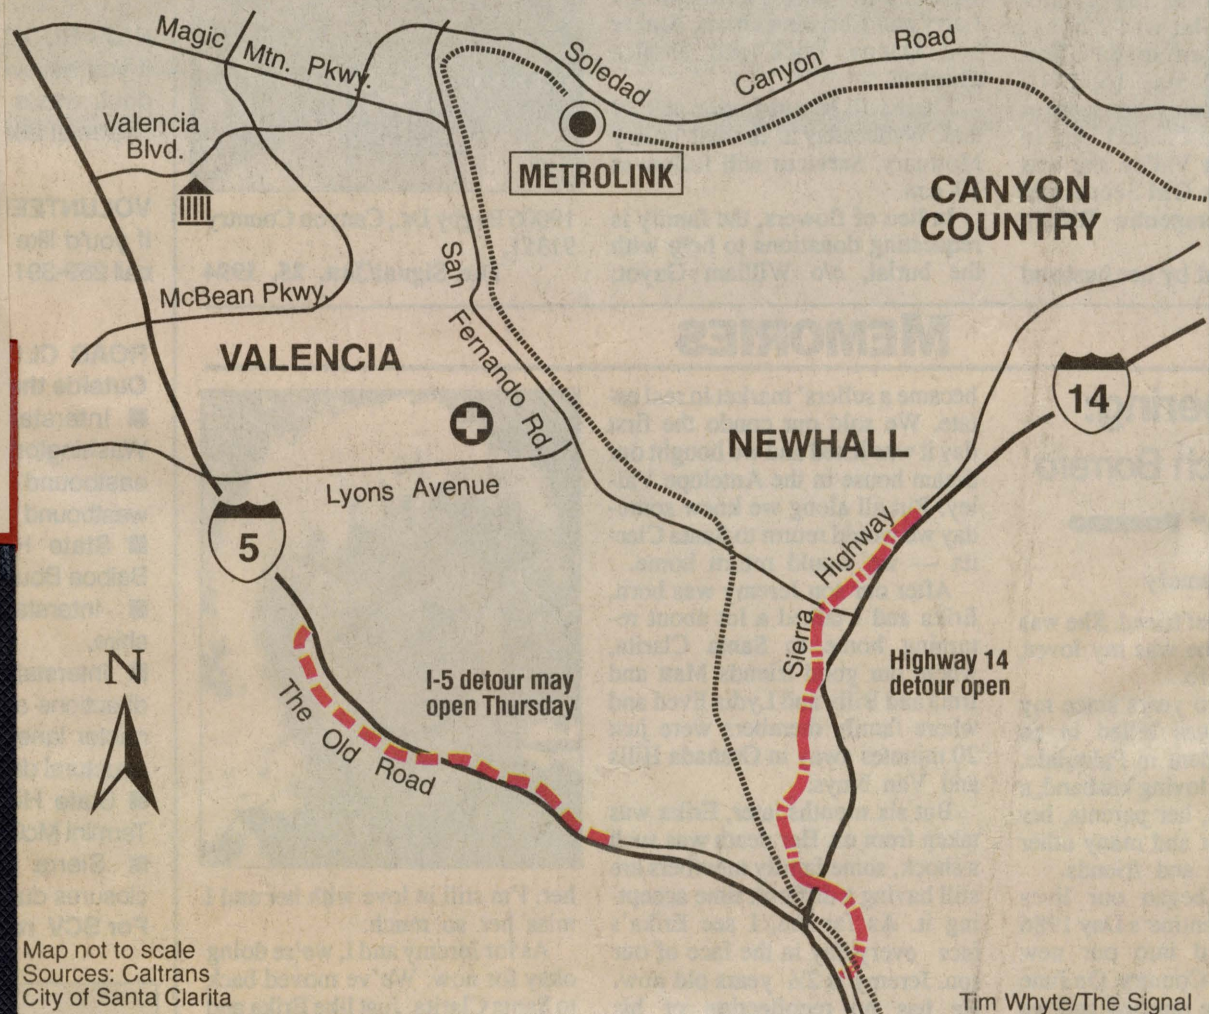 Magic Mtn. Pkwy.
Soledad Canyon Road
Valencia
Blvd.
METROLINK
CANYON
COUNTRY
San Fernando Rd.
McBean Pkwy.
VALENCIA
14
NEWHALL
Lyons Avenue
5
Sierra Highway
N
The Old Road
I-5 detour may
open Thursday
Highway 14
detour open
Map not to scale
Sources: Caltrans
City of Santa Clarita
Tim Whyte/The Signal